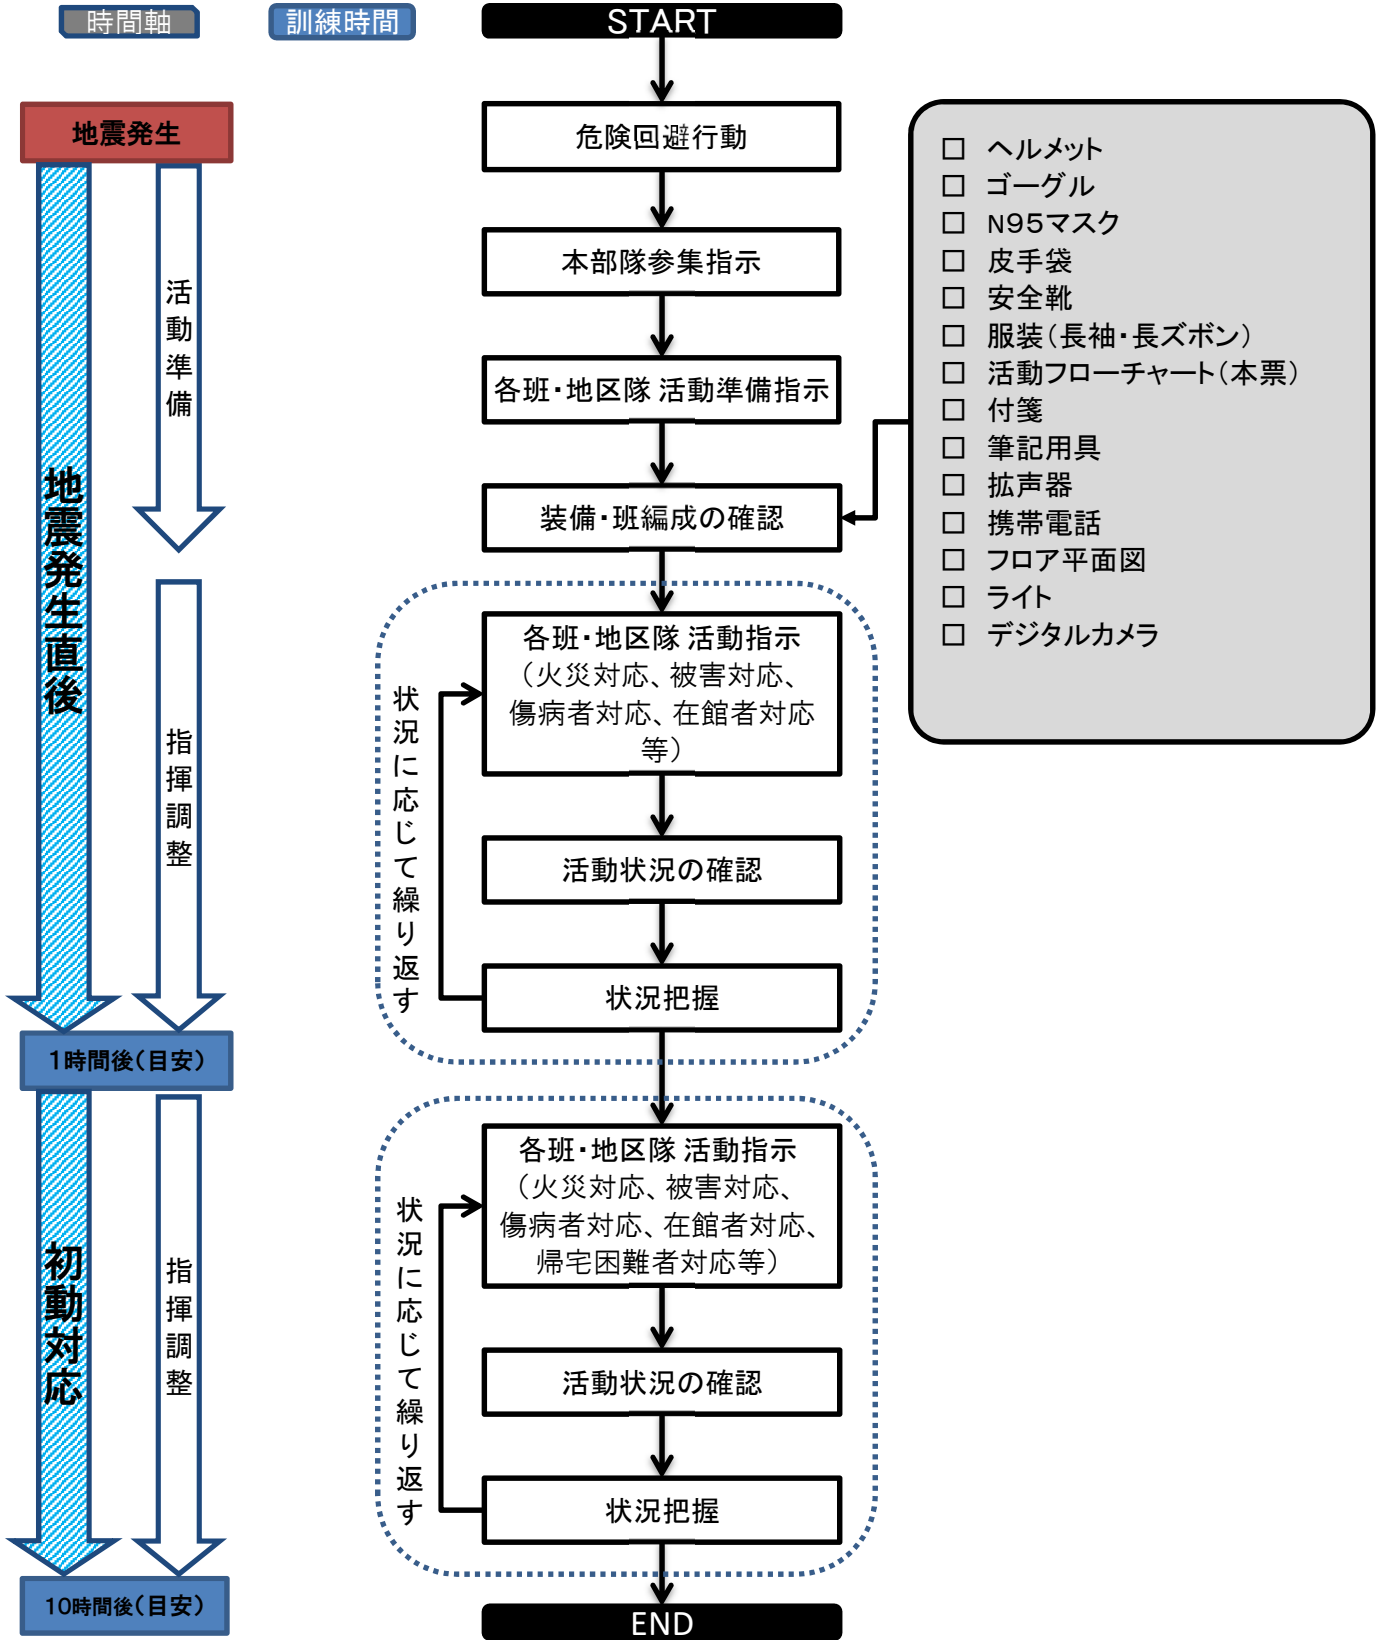 時間軸
訓練時間
START
地震発生
危険回避行動
本部隊参集指示
各班・地区隊 活動準備指示
装備・班編成の確認
□ ヘルメット
□ ゴーグル
□ N95マスク
□ 皮手袋
□ 安全靴
□ 服装（長袖・長ズボン）
□ 活動フローチャート（本票）
□ 付箋
□ 筆記用具
□ 拡声器
□ 携帯電話
□ フロア平面図
□ ライト
□ デジタルカメラ
活動準備
地震発生直後
指揮調整
各班・地区隊 活動指示
（火災対応、被害対応、
傷病者対応、在館者対応
等）
状況に応じて繰り返す
活動状況の確認
状況把握
1時間後（目安）
初動対応
指揮調整
各班・地区隊 活動指示
（火災対応、被害対応、
傷病者対応、在館者対応、
帰宅困難者対応等）
状況に応じて繰り返す
活動状況の確認
状況把握
10時間後（目安）
END